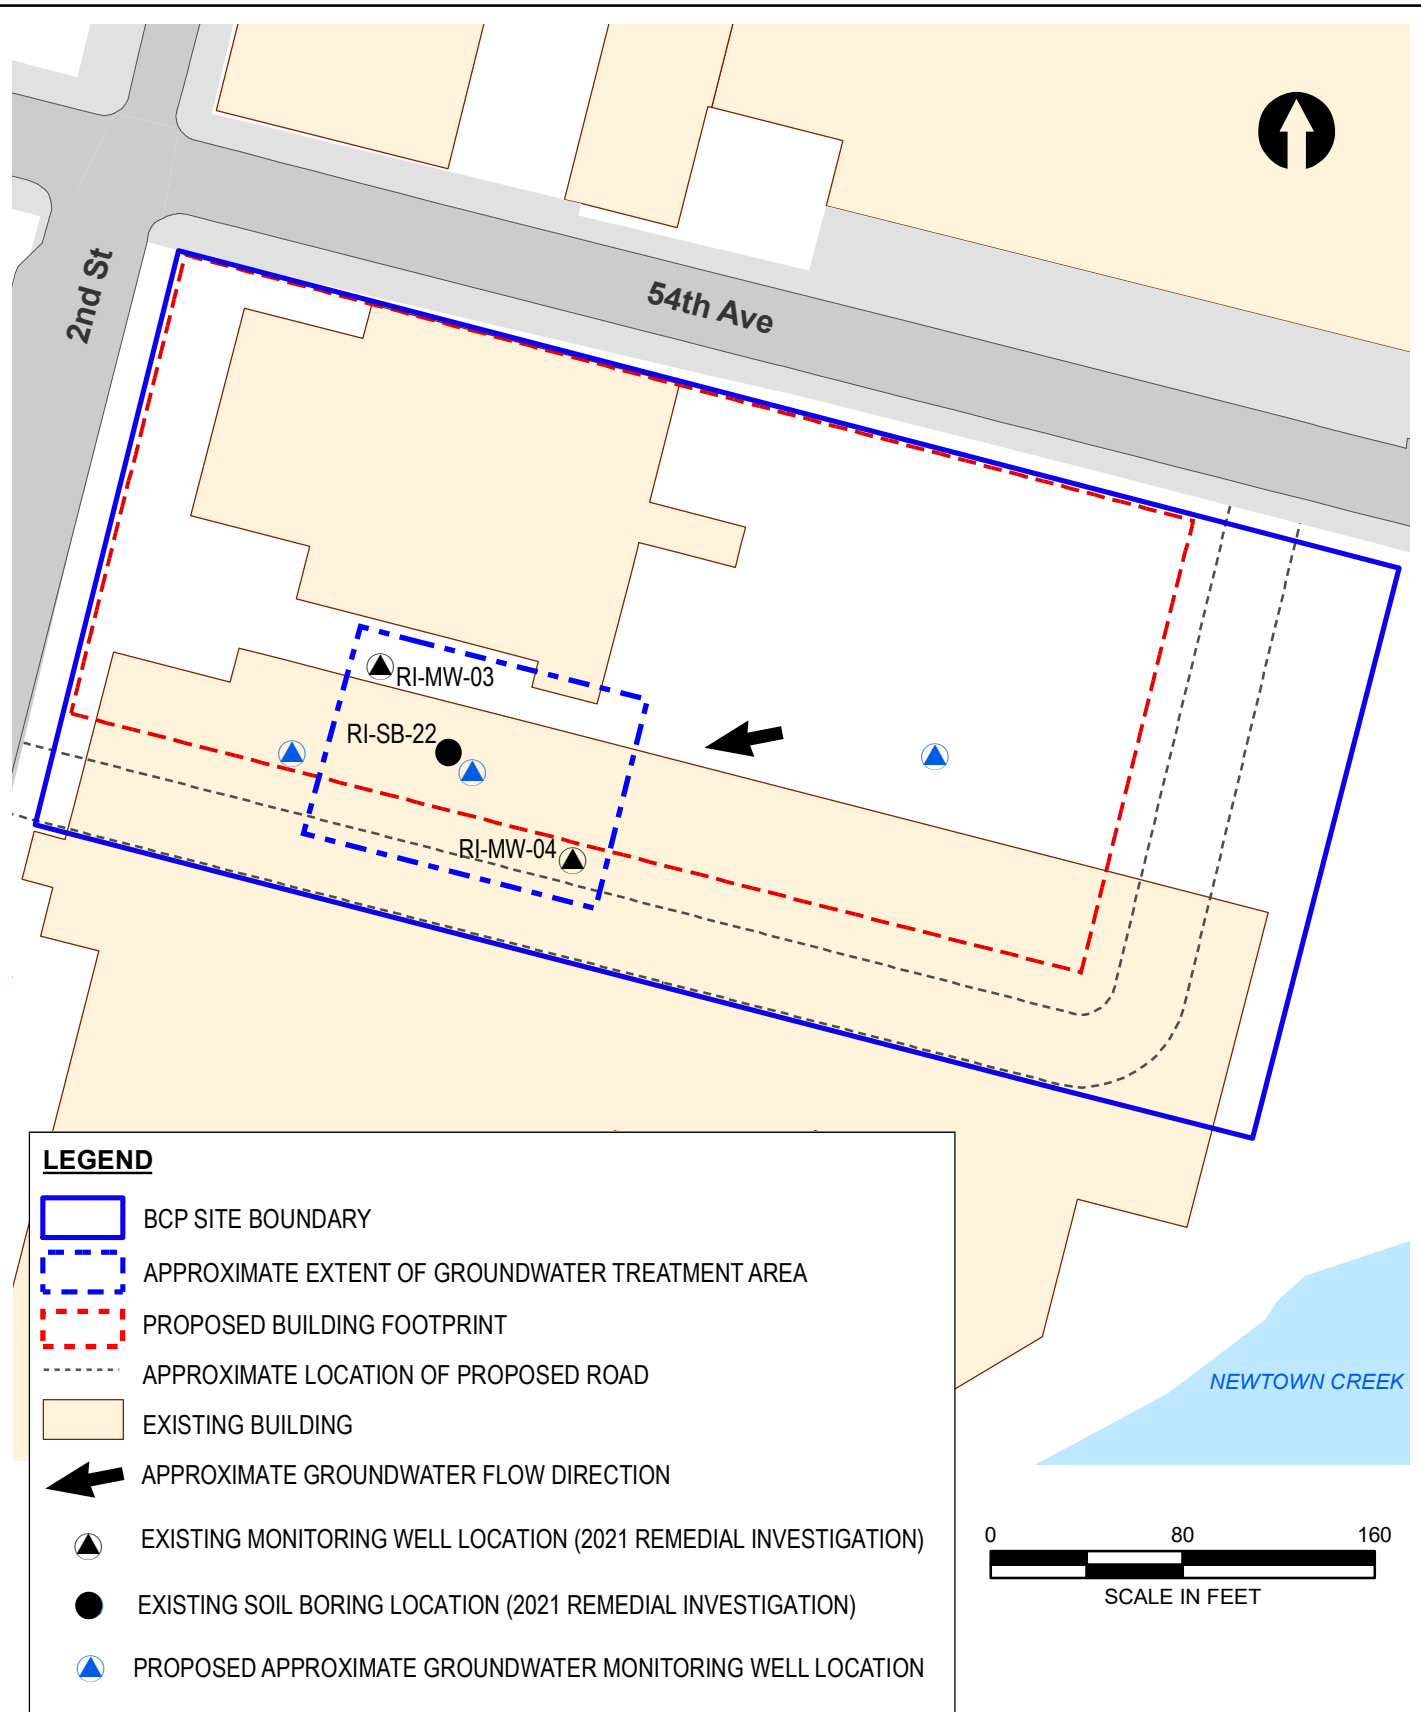 2nd St
54th Ave
RI-MW-03
RI-SB-22
RI-MW-04
LEGEND
BCP SITE BOUNDARY
APPROXIMATE EXTENT OF GROUNDWATER TREATMENT AREA
PROPOSED BUILDING FOOTPRINT
APPROXIMATE LOCATION OF PROPOSED ROAD
EXISTING BUILDING
APPROXIMATE GROUNDWATER FLOW DIRECTION
EXISTING MONITORING WELL LOCATION (2021 REMEDIAL INVESTIGATION)
EXISTING SOIL BORING LOCATION (2021 REMEDIAL INVESTIGATION)
PROPOSED APPROXIMATE GROUNDWATER MONITORING WELL LOCATION
NEWTOWN CREEK
0 80 160
SCALE IN FEET